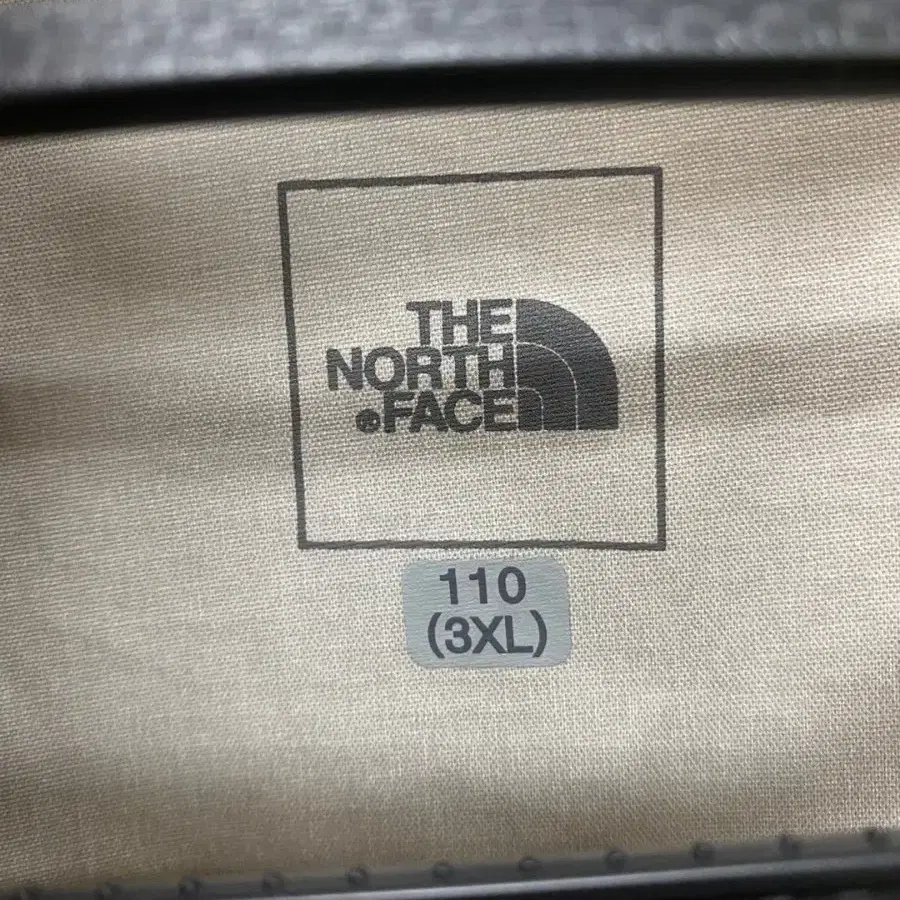 THE
NORTH
®FACE
110
(3XL)